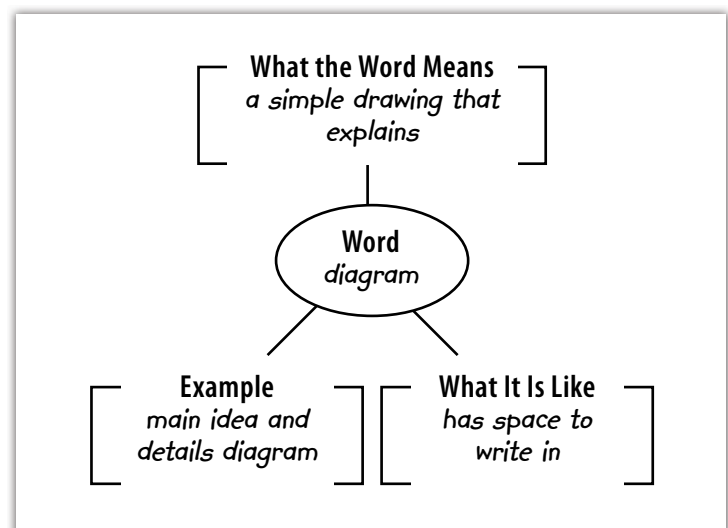 What the Word Means
a simple drawing that
explains
Word
diagram
Example
main idea and
details diagram
What It Is Like
has space to
write in